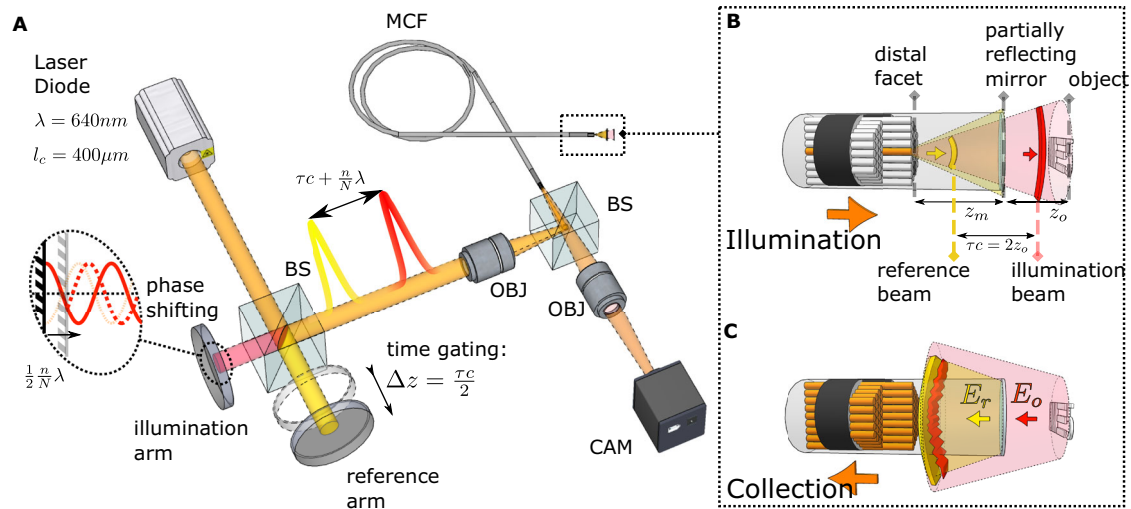 A
MCF
Laser
Diode
λ = 640nm
l_c = 400μm
τc + n/N λ
BS
BS
OBJ
OBJ
phase
shifting
1/2 n/N λ
time gating:
Δz = τc/2
illumination
arm
reference
arm
CAM
B
distal
facet
partially
reflecting
mirror
object
z_m
z_o
Illumination
τc = 2z_o
reference
beam
illumination
beam
C
E_r
E_o
Collection